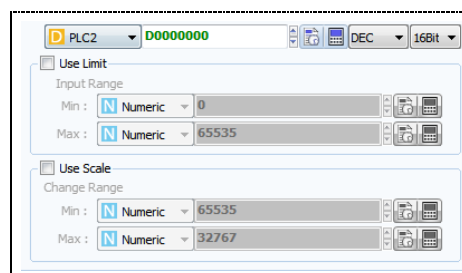 D PLC2 D0000000 DEC 16Bit
Use Limit
Input Range
Min : N Numeric 0
Max : N Numeric 65535
Use Scale
Change Range
Min : N Numeric 65535
Max : N Numeric 32767